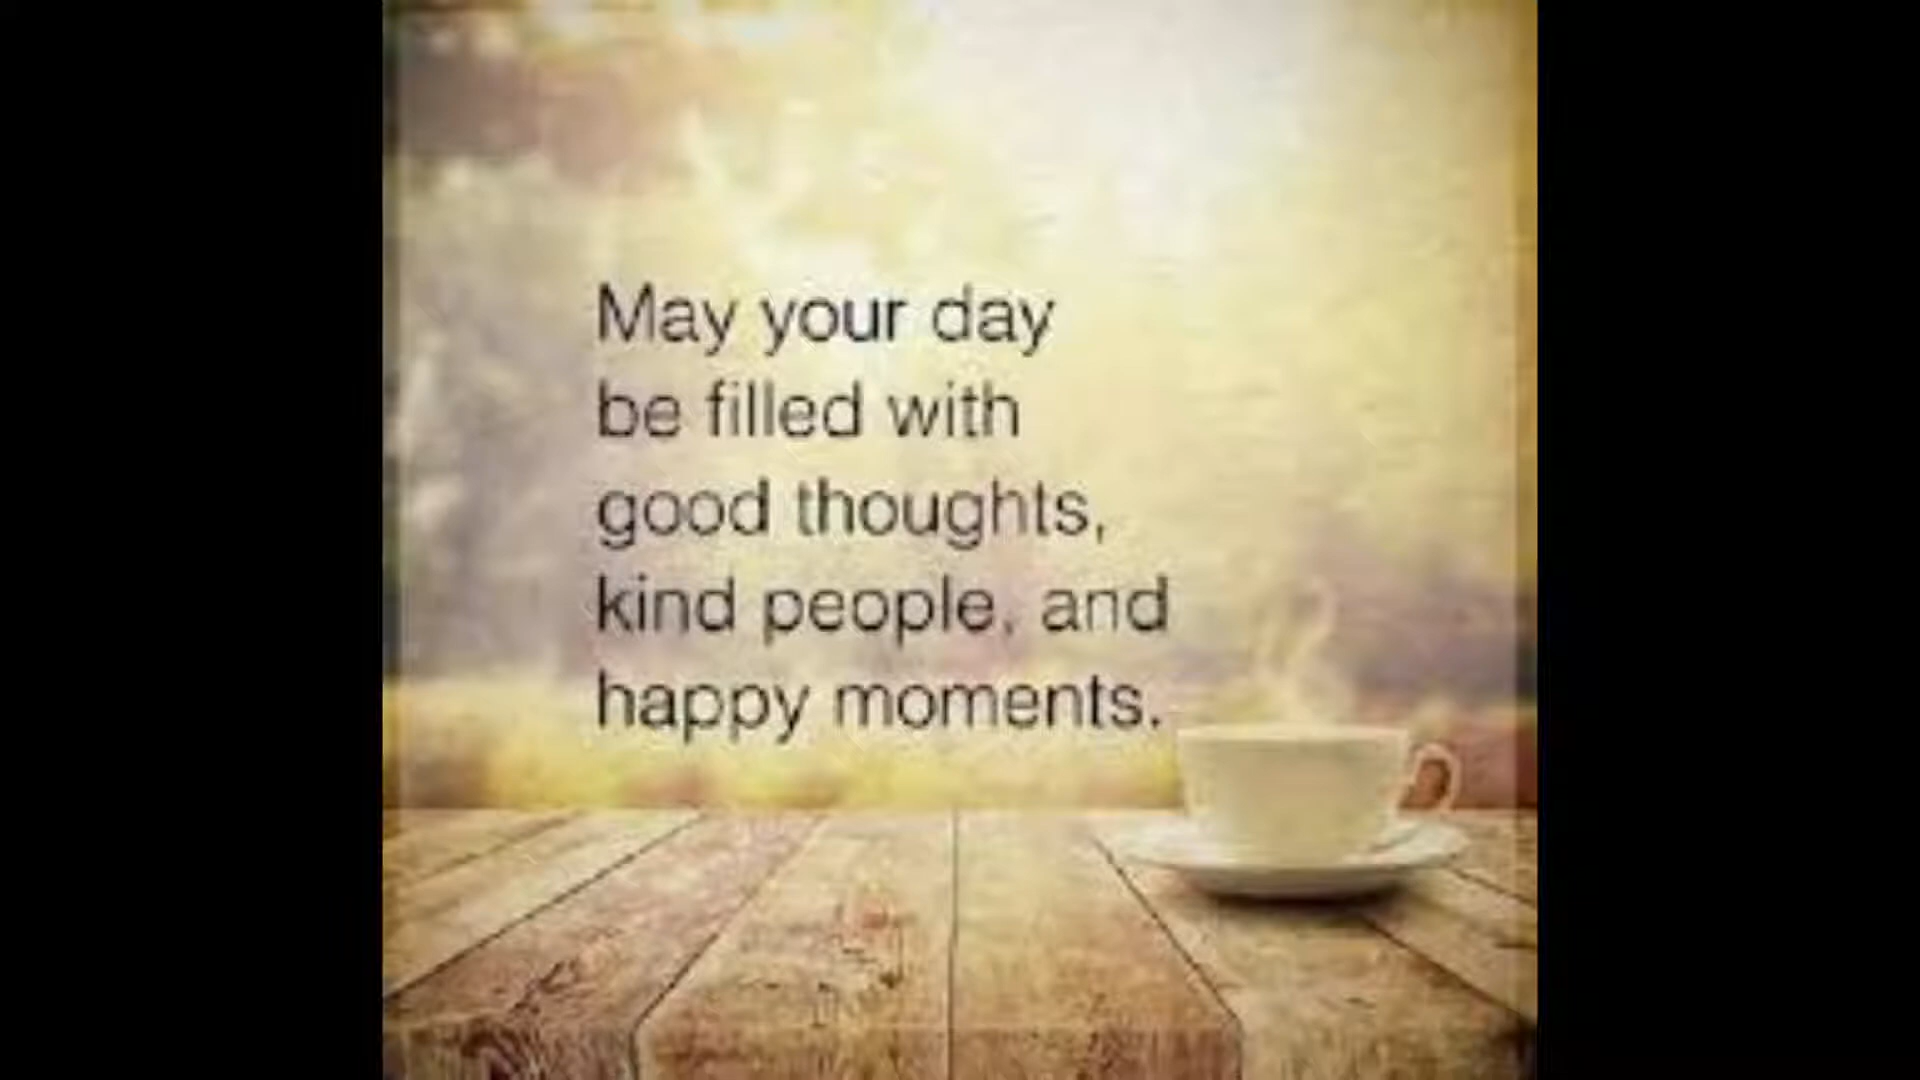 May your day
be filled with
good thoughts,
kind people, and
happy moments.